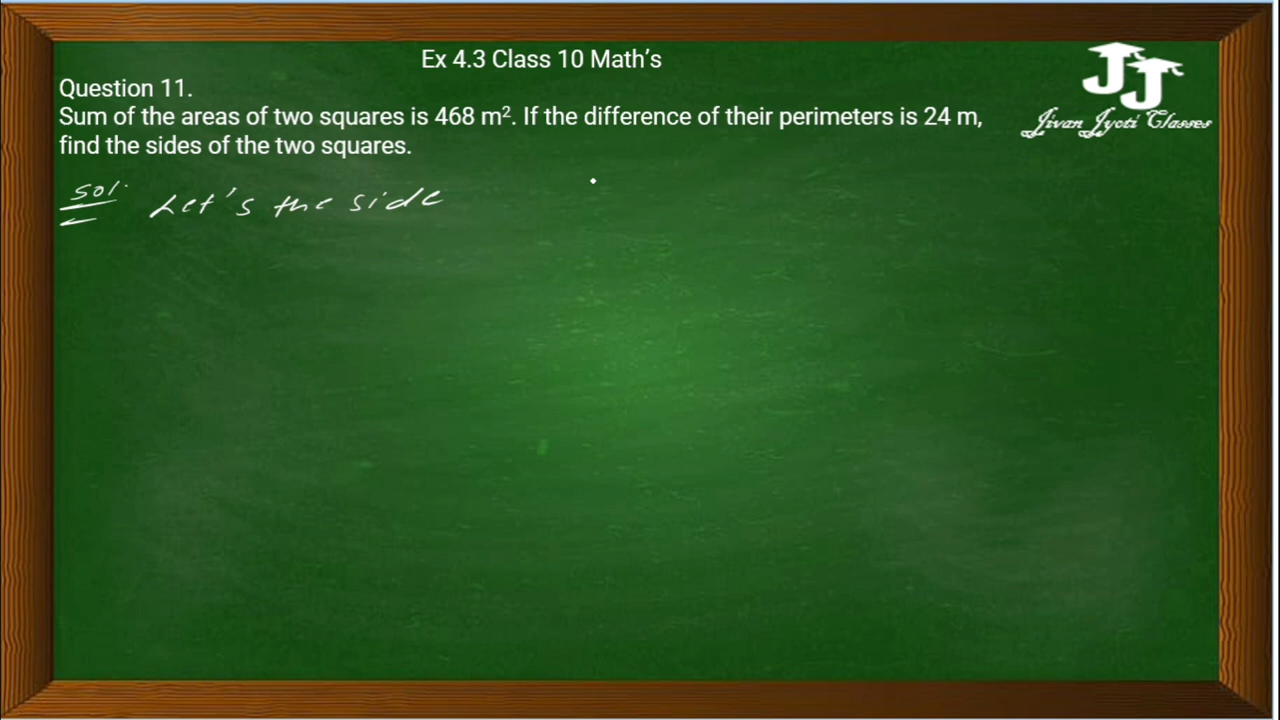 Ex 4.3 Class 10 Math's
JJ
Jivan Jyoti Classes
Question 11.
Sum of the areas of two squares is 468 m². If the difference of their perimeters is 24 m,
find the sides of the two squares.
Sol. Let's the side